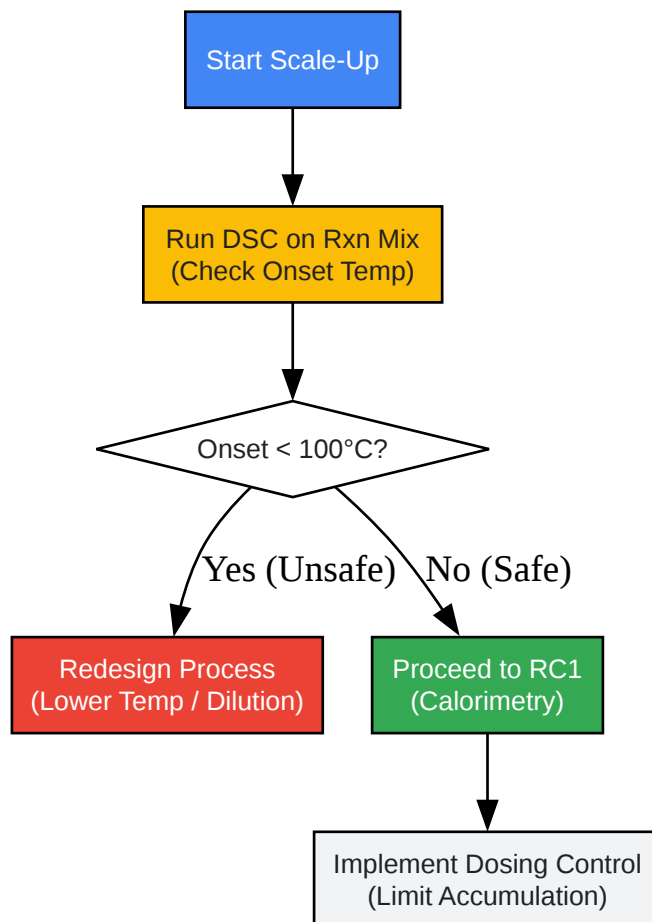 Start Scale-Up
Run DSC on Rxn Mix
(Check Onset Temp)
Onset < 100°C?
Yes (Unsafe)
No (Safe)
Redesign Process
(Lower Temp / Dilution)
Proceed to RC1
(Calorimetry)
Implement Dosing Control
(Limit Accumulation)